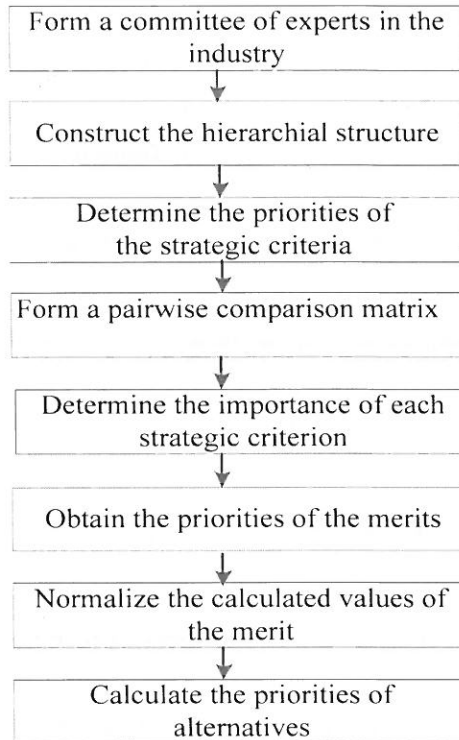 Form a committee of experts in the
industry
Construct the hierarchial structure
Determine the priorities of
the strategic criteria
Form a pairwise comparison matrix
Determine the importance of each
strategic criterion
Obtain the priorities of the merits
Normalize the calculated values of
the merit
Calculate the priorities of
alternatives